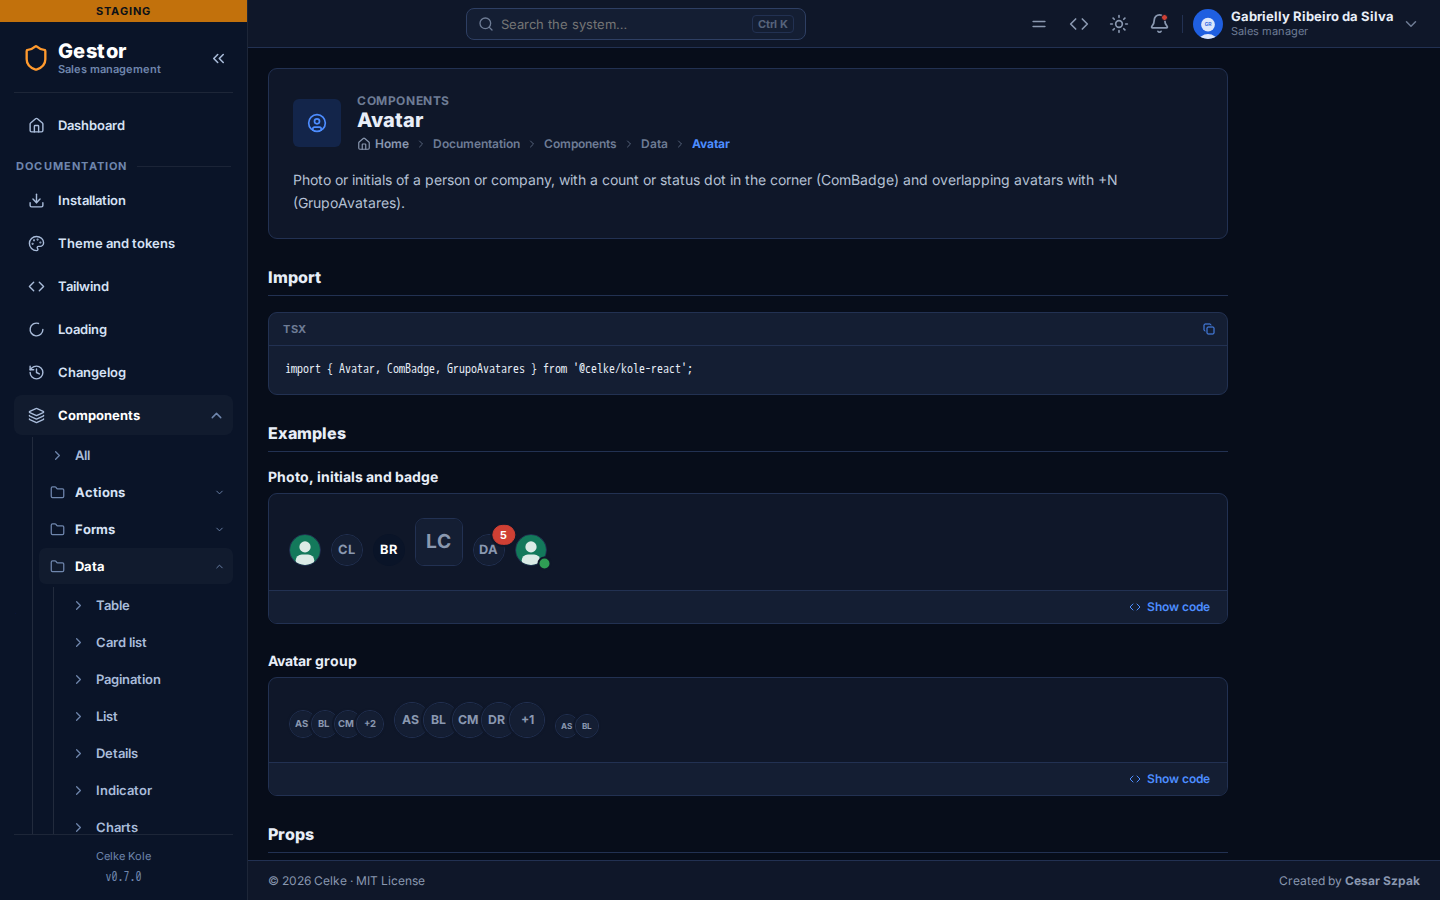 STAGING
Gestor
Sales management
Dashboard
DOCUMENTATION
Installation
Theme and tokens
Tailwind
Loading
Changelog
Components
All
Actions
Forms
Data
Table
Card list
Pagination
List
Details
Indicator
Charts
Celke Kole
v0.7.0
Search the system...
Ctrl K
GR
Gabrielly Ribeiro da Silva
Sales manager
COMPONENTS
Avatar
Home > Documentation > Components > Data > Avatar
Photo or initials of a person or company, with a count or status dot in the corner (ComBadge) and overlapping avatars with +N
(GrupoAvatares).
Import
TSX
import { Avatar, ComBadge, GrupoAvatares } from '@celke/kole-react';
Examples
Photo, initials and badge
CL BR LC DA 5
Show code
Avatar group
AS BL CM +2 AS BL CM DR +1 AS BL
Show code
Props
© 2026 Celke · MIT License
Created by Cesar Szpak